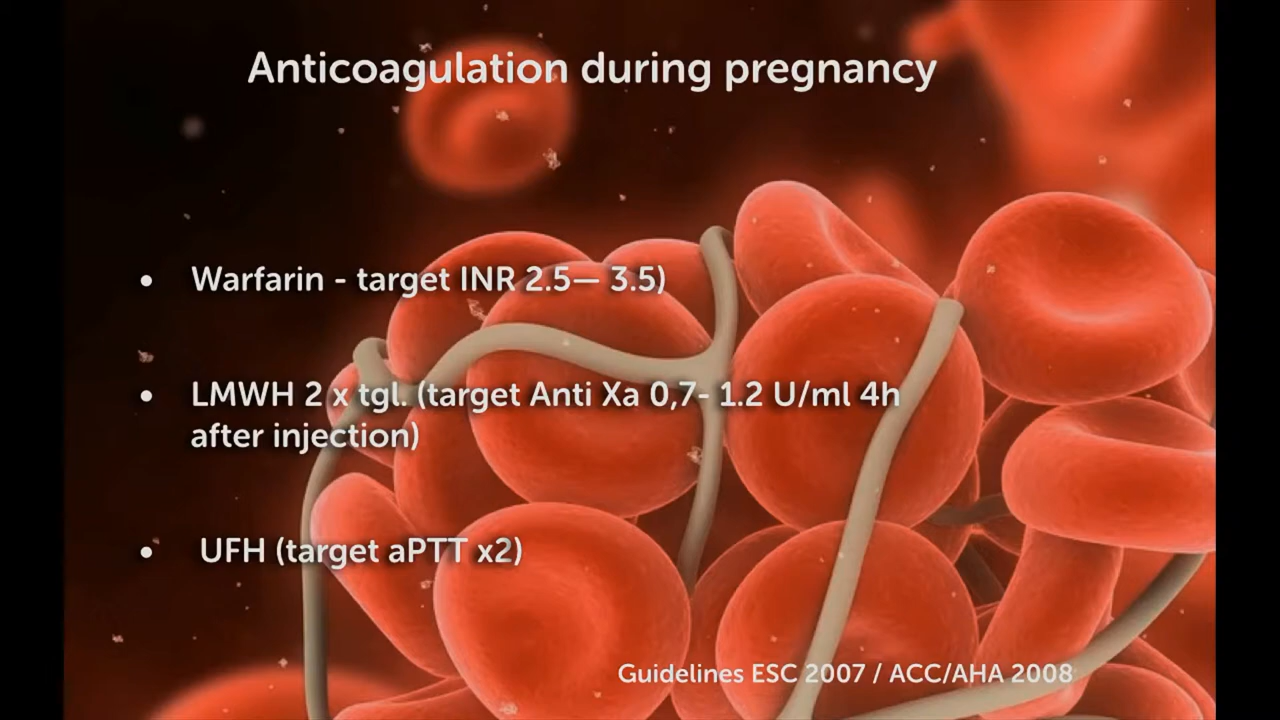 Anticoagulation during pregnancy
• Warfarin - target INR 2.5— 3.5)
• LMWH 2 x tgl. (target Anti Xa 0,7- 1.2 U/ml 4h
after injection)
• UFH (target aPTT x2)
Guidelines ESC 2007 / ACC/AHA 2008